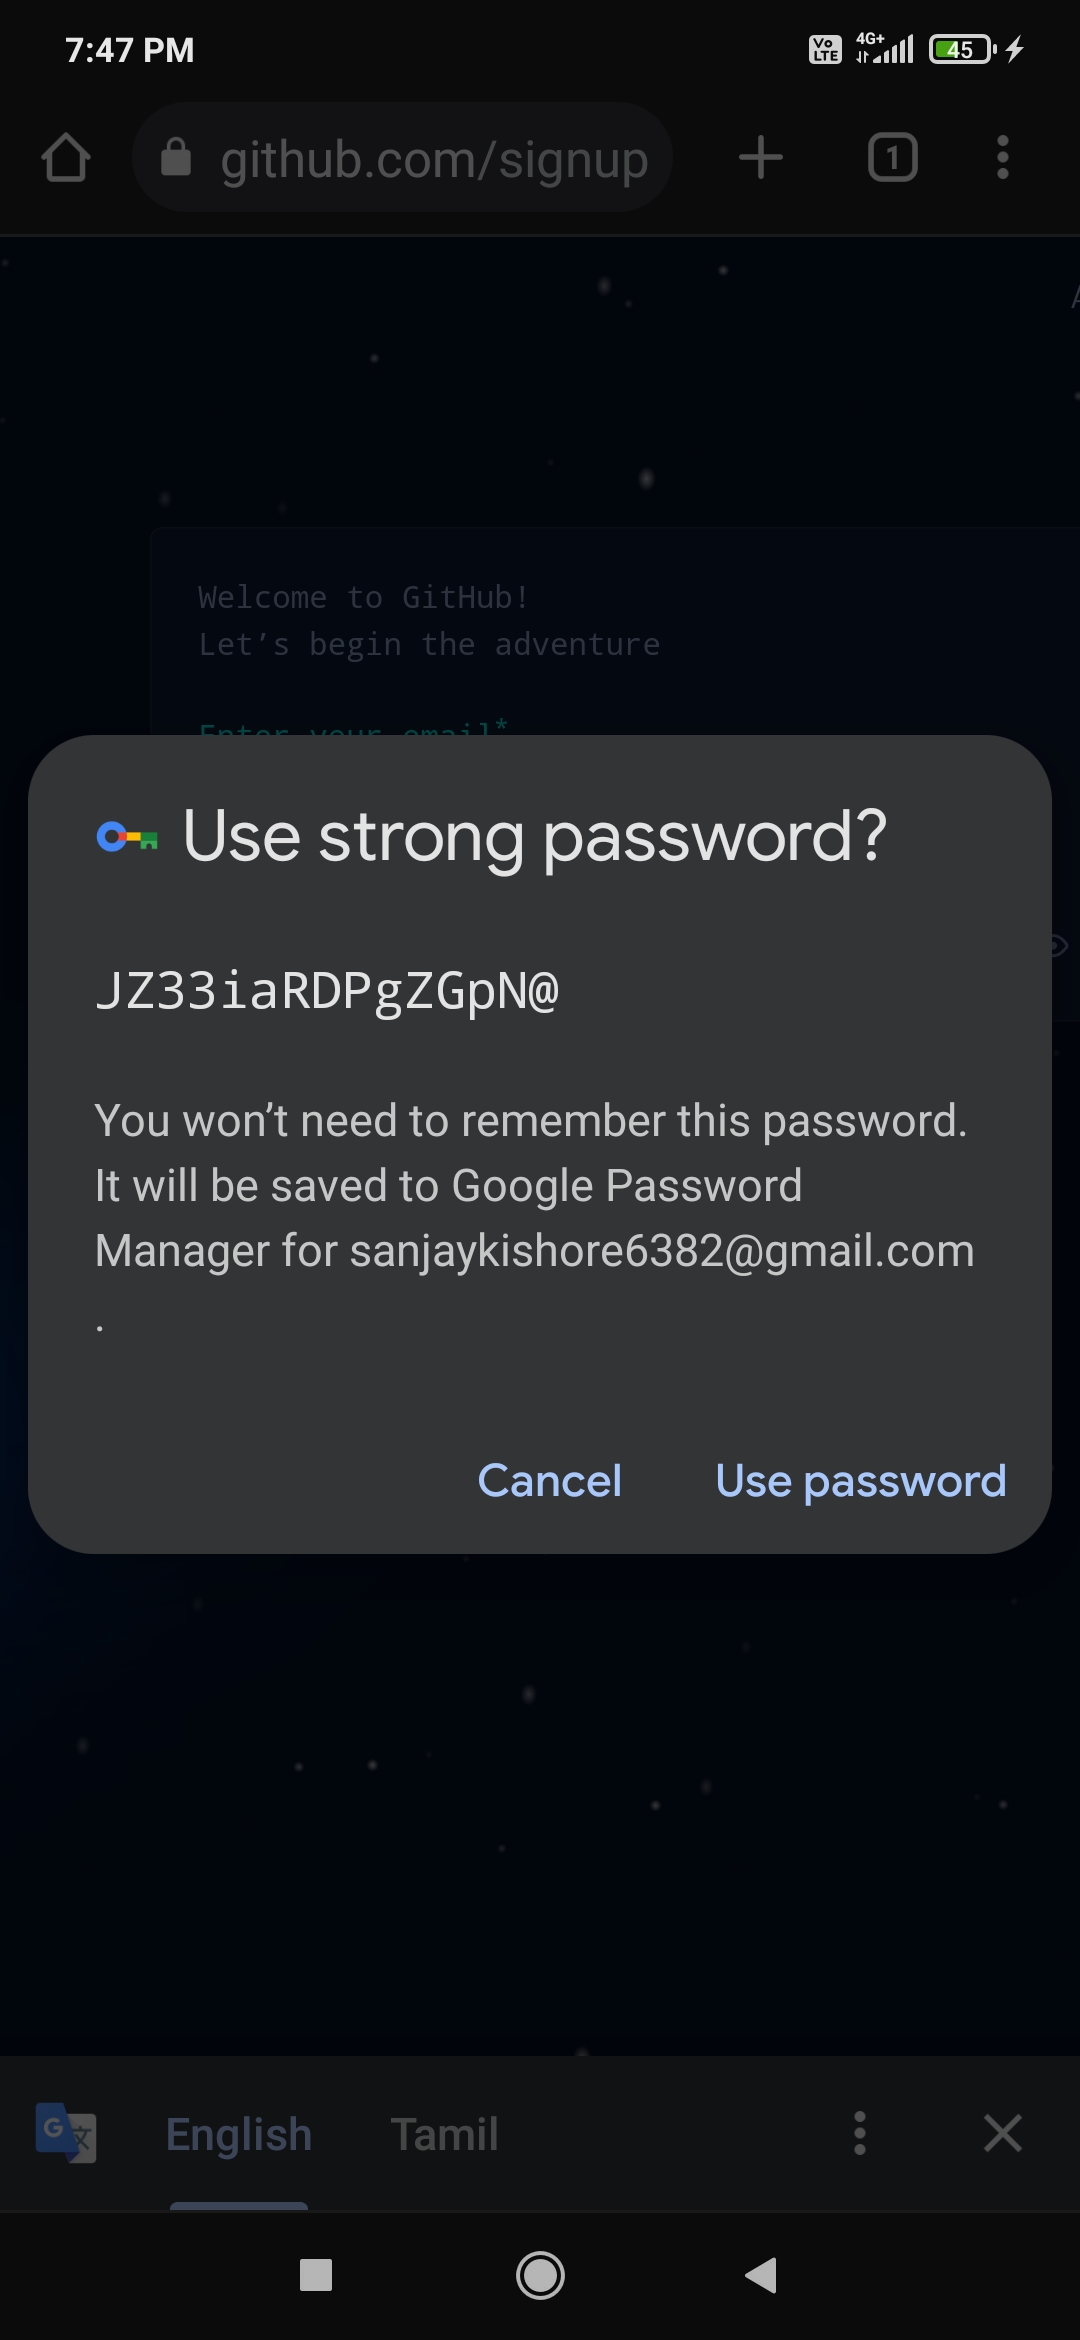 7:47 PM
Vo LTE 4G+ 45
github.com/signup
1
Welcome to GitHub!
Let’s begin the adventure
Enter your email*
Use strong password?
JZ33iaRDPgZGpN@
You won’t need to remember this password.
It will be saved to Google Password
Manager for sanjaykishore6382@gmail.com
.
Cancel Use password
G 文 English Tamil